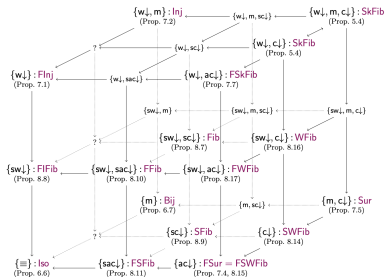 {w↓, m} : Inj
(Prop. 7.2)
{w↓, m, sc↓}
{w↓, m, c↓} : SkFib
(Prop. 5.4)
?
{w↓, sc↓}
{w↓, c↓} : SkFib
(Prop. 5.4)
{w↓} : FInj
(Prop. 7.1)
{w↓, sac↓}
{w↓, ac↓} : FSkFib
(Prop. 7.7)
{sw↓, m}
{sw↓, m, sc↓}
{sw↓, m, c↓}
?
{sw↓, sc↓} : Fib
(Prop. 8.7)
{sw↓, c↓} : WFib
(Prop. 8.16)
{sw↓} : FIFib
(Prop. 8.8)
{sw↓, sac↓} : FFib
(Prop. 8.10)
{sw↓, ac↓} : FWFib
(Prop. 8.17)
{m} : Bij
(Prop. 6.7)
{m, sc↓}
{m, c↓} : Sur
(Prop. 7.5)
?
{sc↓} : SFib
(Prop. 8.9)
{c↓} : SWFib
(Prop. 8.14)
{≡} : Iso
(Prop. 6.6)
{sac↓} : FSFib
(Prop. 8.11)
{ac↓} : FSur = FSWFib
(Prop. 7.4, 8.15)